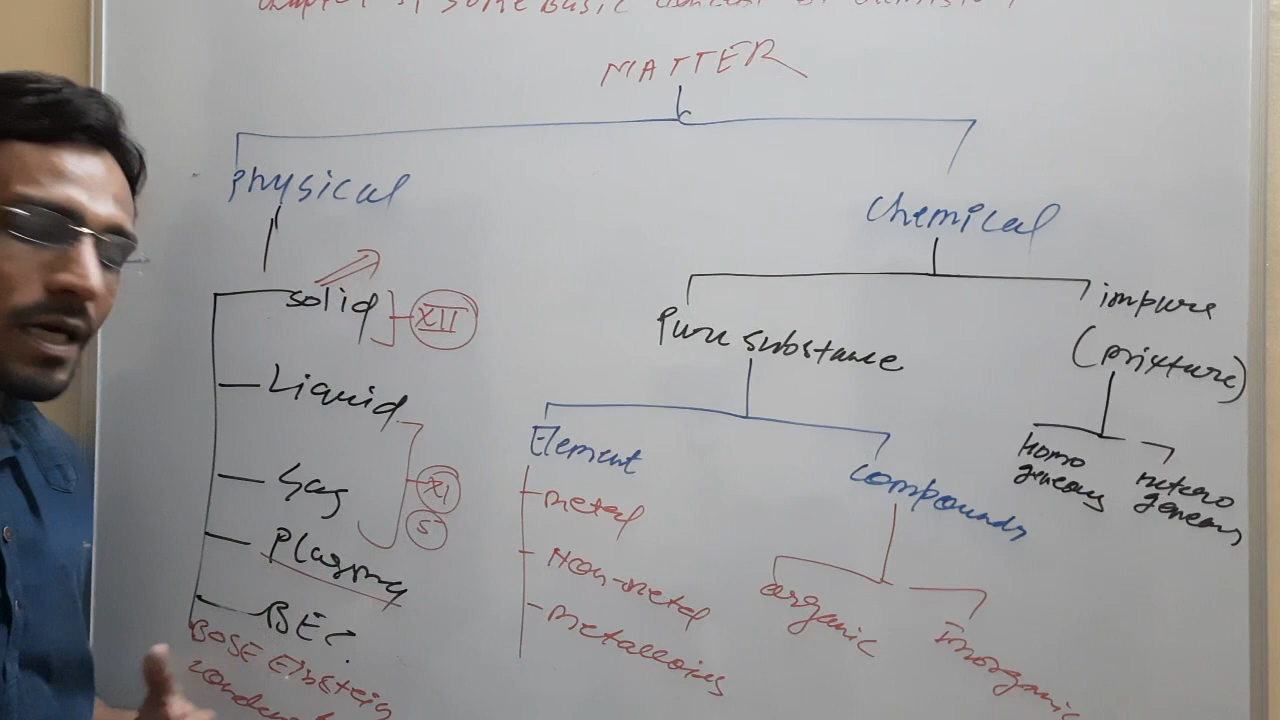 Chapter 1, Some Basic Concept of Chemistry
MATTER
Physical
Chemical
solid
XII
Liquid
Gas
XI
5
Plasma
BEC.
BOSE Einstein
Pure substance
impure
(mixture)
Homo
geneous
hetero
geneous
Element
metal
Non-metal
metalloids
compounds
organic
Inorganic